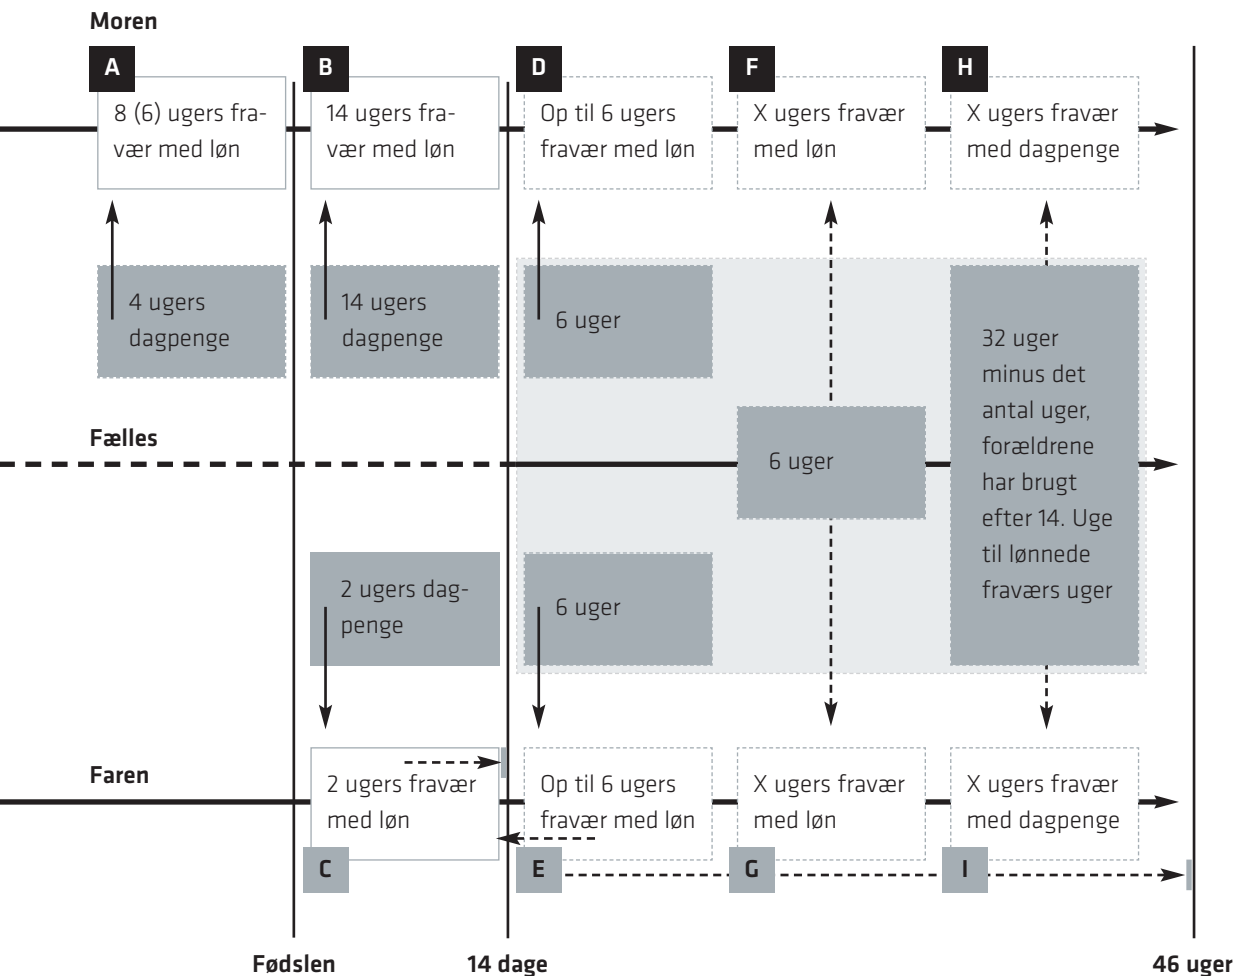 Moren
A
8 (6) ugers fra-
vær med løn
B
14 ugers fra-
vær med løn
D
Op til 6 ugers
fravær med løn
F
X ugers fravær
med løn
H
X ugers fravær
med dagpenge
4 ugers
dagpenge
14 ugers
dagpenge
6 uger
Fælles
6 uger
32 uger
minus det
antal uger,
forældrene
har brugt
efter 14. Uge
til lønnede
fraværs uger
2 ugers dag-
penge
6 uger
Faren
2 ugers fravær
med løn
C
Op til 6 ugers
fravær med løn
E
X ugers fravær
med løn
G
X ugers fravær
med dagpenge
I
Fødslen
14 dage
46 uger